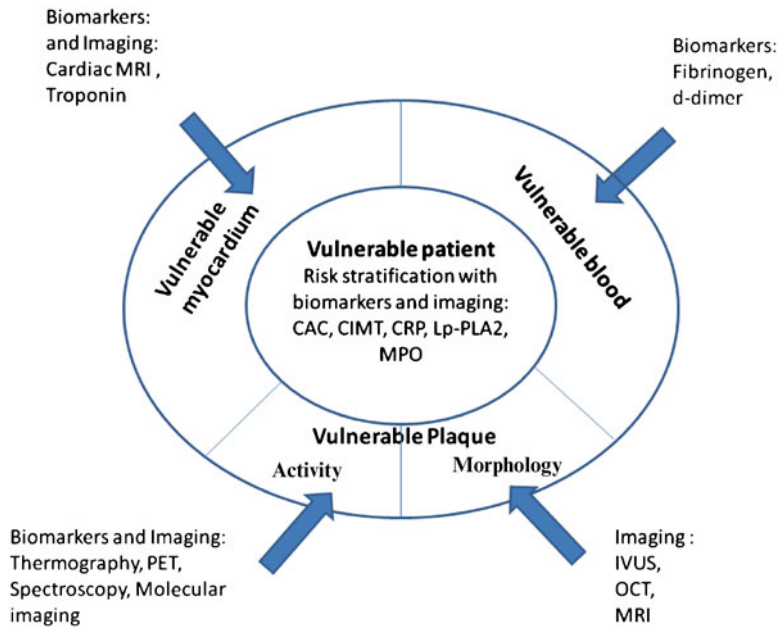 Biomarkers:
and Imaging:
Cardiac MRI ,
Troponin
Biomarkers:
Fibrinogen,
d-dimer
Vulnerable
myocardium
Vulnerable blood
Vulnerable patient
Risk stratification with
biomarkers and imaging:
CAC, CIMT, CRP, Lp-PLA2,
MPO
Vulnerable Plaque
Activity
Morphology
Biomarkers and Imaging:
Thermography, PET,
Spectroscopy, Molecular
imaging
Imaging :
IVUS,
OCT,
MRI